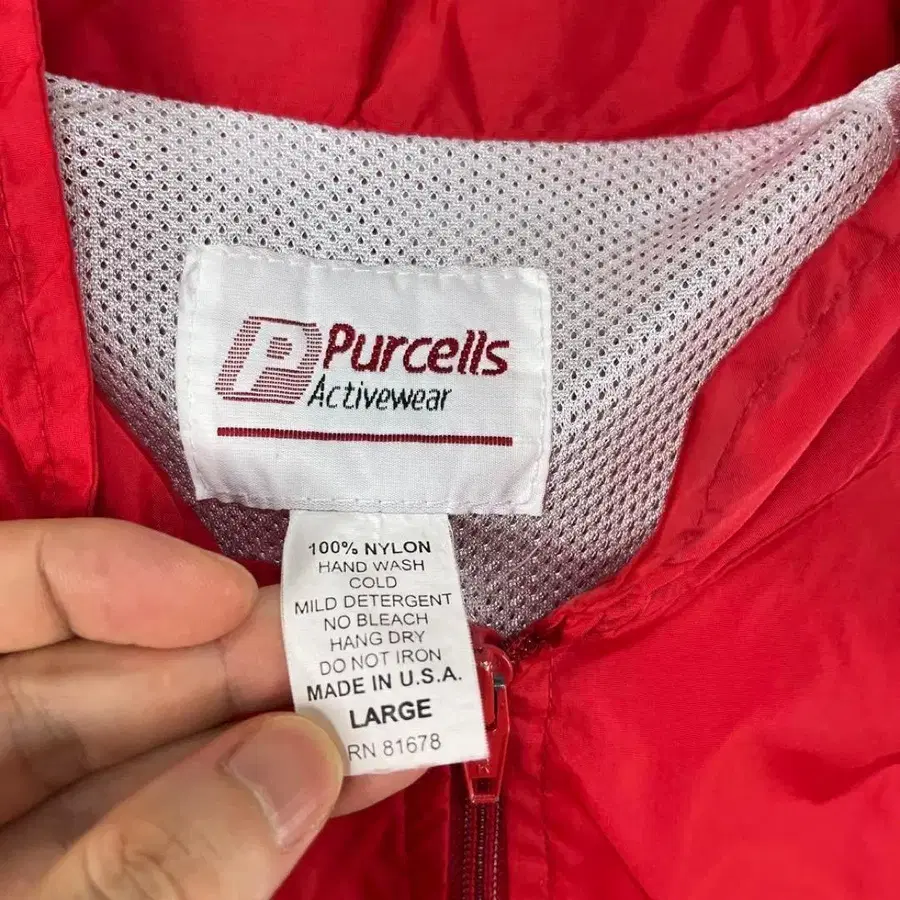 P Purcells
Activewear
100% NYLON
HAND WASH
COLD
MILD DETERGENT
NO BLEACH
HANG DRY
DO NOT IRON
MADE IN U.S.A.
LARGE
RN 81678